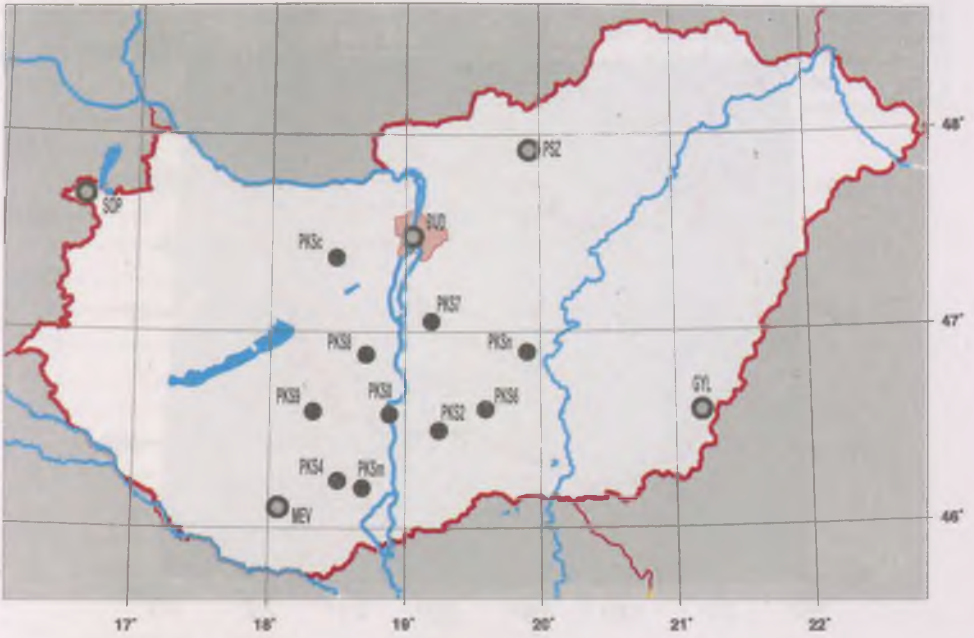 48°
PSZ
SOP
BUD
PKSc
PKS7
47°
PKS8
PKSn
GYL
PKS9
PKS0
PKS2
PKS6
PKS4
PKSm
MEV
46°
17°
18°
19°
20°
21°
22°